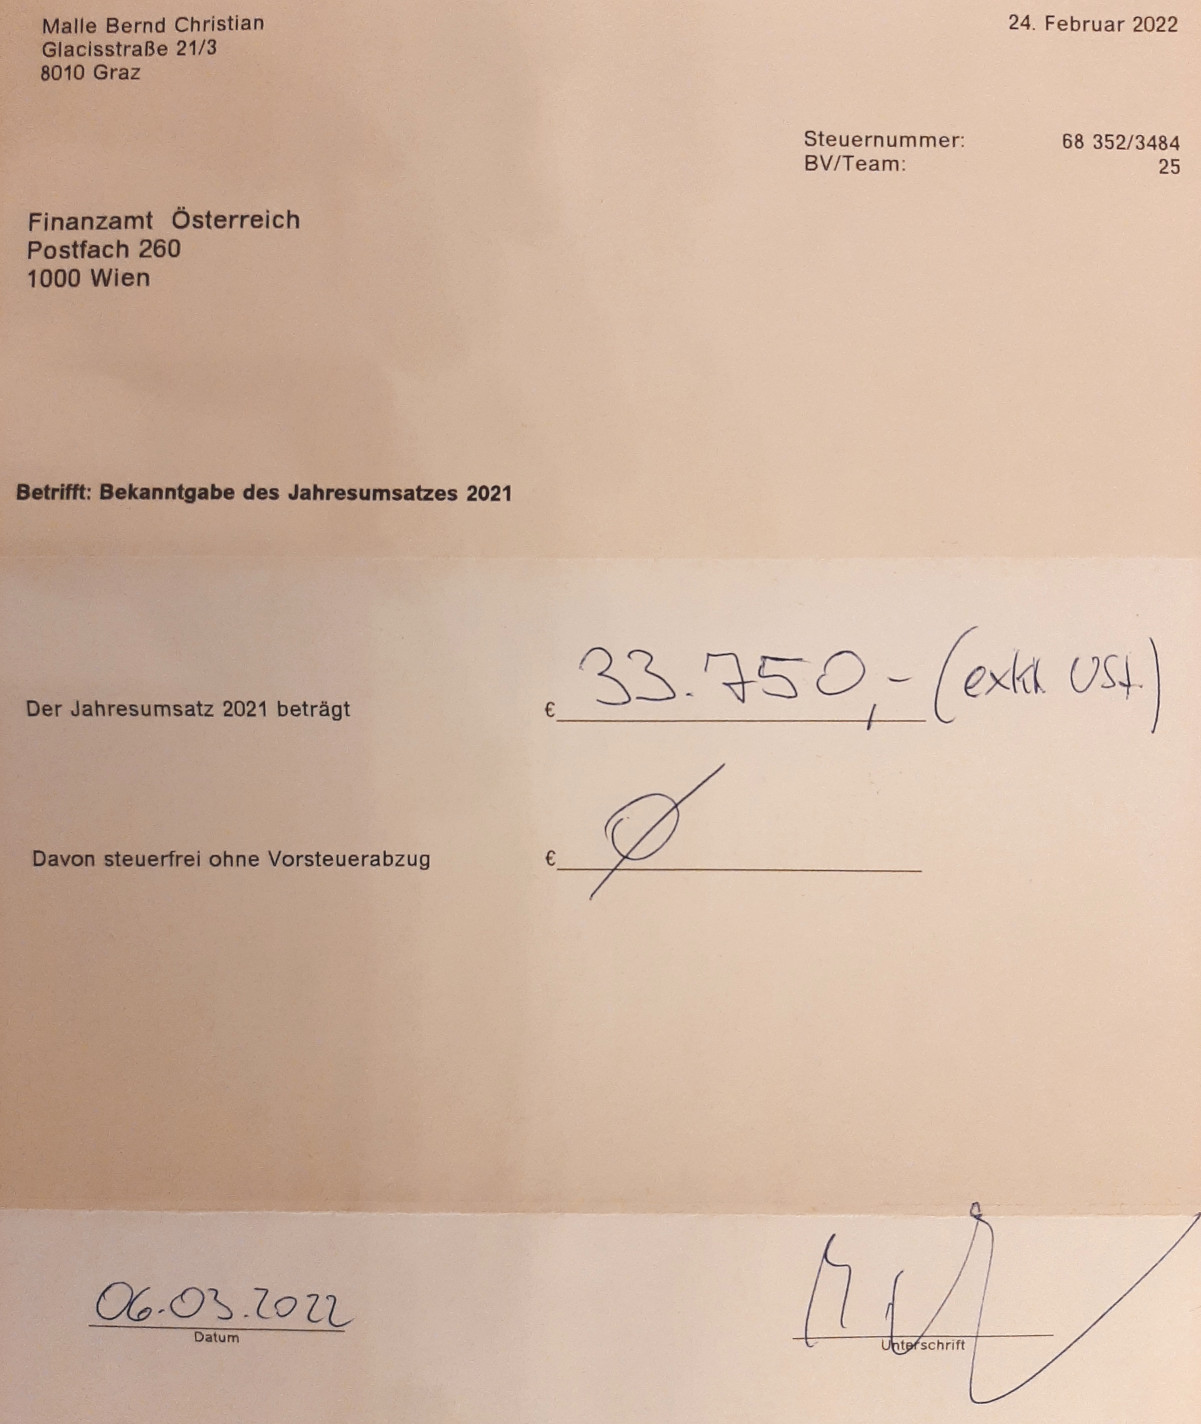 Malle Bernd Christian
24. Februar 2022
Glacisstraße 21/3
8010 Graz
Steuernummer: 68 352/3484
BV/Team: 25
Finanzamt Österreich
Postfach 260
1000 Wien
Betrifft: Bekanntgabe des Jahresumsatzes 2021
Der Jahresumsatz 2021 beträgt € 33.750,- (exkl. USt.)
Davon steuerfrei ohne Vorsteuerabzug € Ø
06.03.2022
Datum
Unterschrift